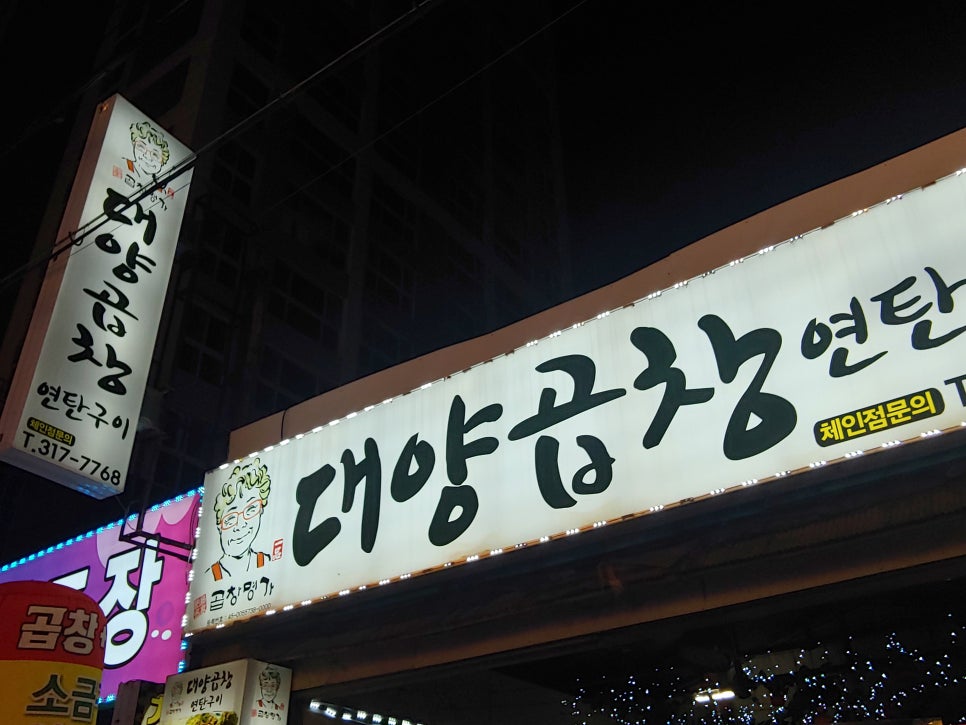 대양곱창
연탄구이
체인점문의
T.317-7768
대양곱창 연탄
체인점문의 T
곱창명가
장..
곱창
소금
대양곱창
연탄구이